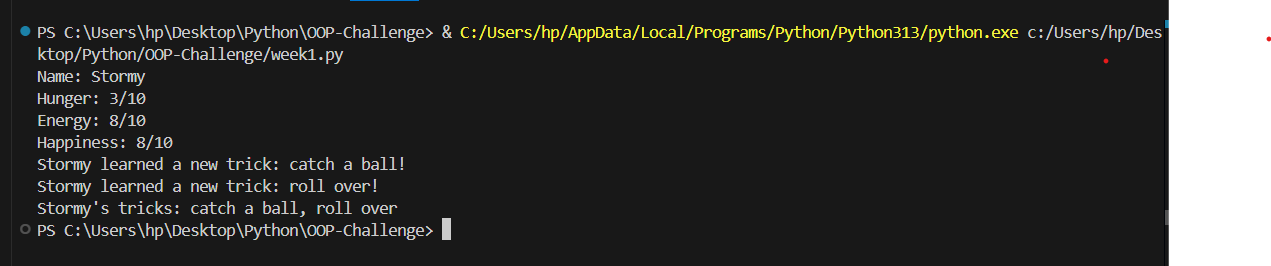 PS C:\Users\hp\Desktop\Python\OOP-Challenge> & C:/Users/hp/AppData/Local/Programs/Python/Python313/python.exe c:/Users/hp/Des
ktop/Python/OOP-Challenge/week1.py
Name: Stormy
Hunger: 3/10
Energy: 8/10
Happiness: 8/10
Stormy learned a new trick: catch a ball!
Stormy learned a new trick: roll over!
Stormy's tricks: catch a ball, roll over
PS C:\Users\hp\Desktop\Python\OOP-Challenge>